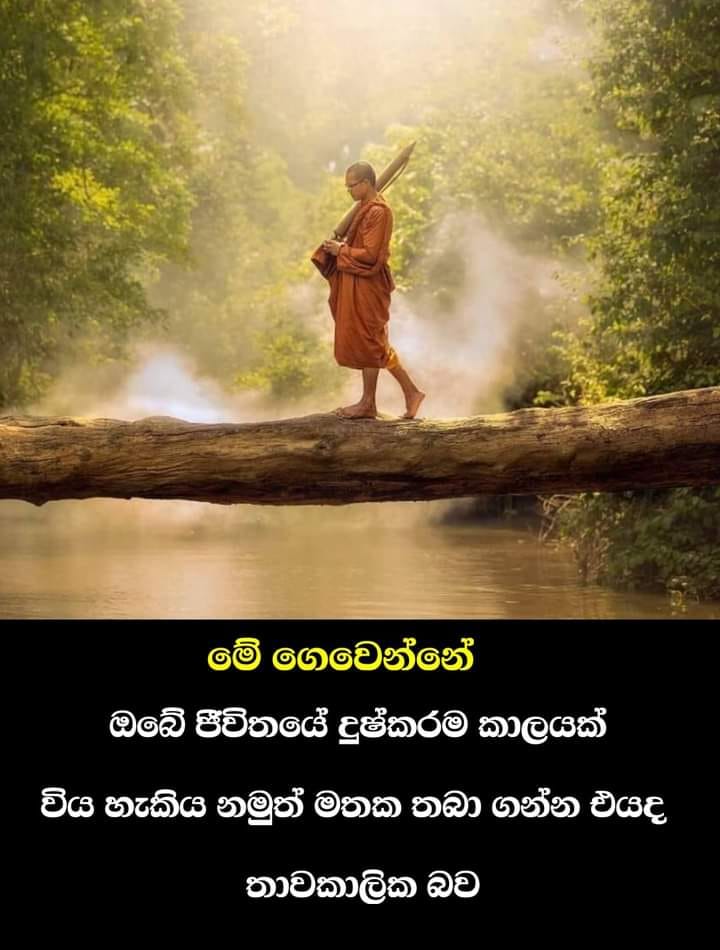 මේ ගෙවෙන්නේ
ඔබේ ජීවිතයේ දුෂ්කරම කාලයක්
විය හැකිය නමුත් මතක තබා ගන්න එයද
තාවකාලික බව